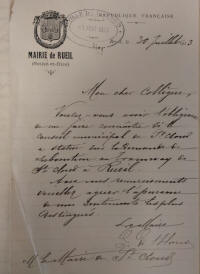 RÉPUBLIQUE FRANÇAISE
MAIRIE DE RUEIL
(Seine-et-Oise)
le 30 Juillet
Mon cher Collègue,
Voulez-vous avoir l'obligeance
de me faire connaître si le
Conseil municipal de St Cloud
a statué sur la demande de
subvention du tramway de
St Cloud à Rueil
Avec mes remerciements
veuillez agréer l'expression
de mes sentiments les plus
distingués
Le Maire
M. le Maire de St Cloud